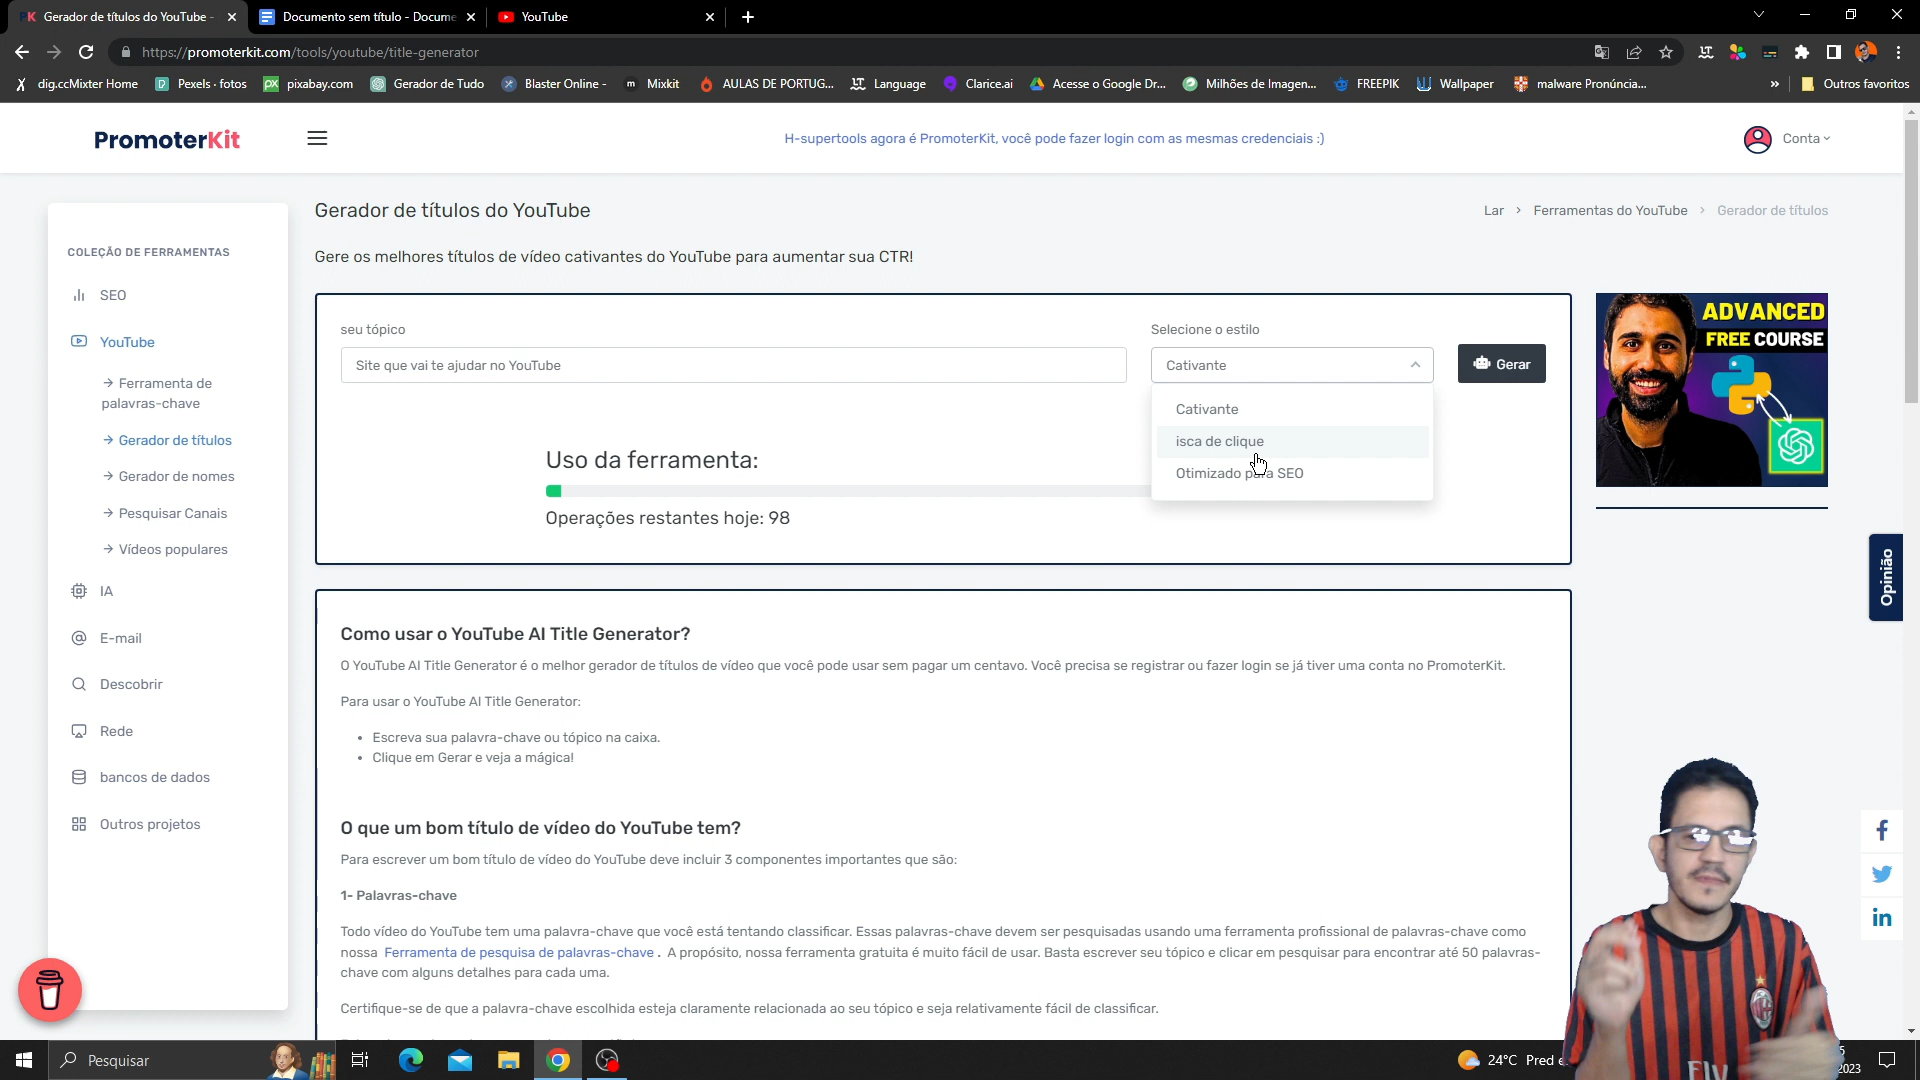 Gerador de títulos do YouTube -
Documento sem título - Docume
YouTube
https://promoterkit.com/tools/youtube/title-generator
dig.ccMixter Home
Pexels · fotos
pixabay.com
Gerador de Tudo
Blaster Online -
Mixkit
AULAS DE PORTUG...
Language
Clarice.ai
Acesse o Google Dr...
Milhões de Imagen...
FREEPIK
Wallpaper
malware Pronúncia...
»
Outros favoritos
PromoterKit
H-supertools agora é PromoterKit, você pode fazer login com as mesmas credenciais :)
Conta
Gerador de títulos do YouTube
Lar > Ferramentas do YouTube > Gerador de títulos
Gere os melhores títulos de vídeo cativantes do YouTube para aumentar sua CTR!
COLEÇÃO DE FERRAMENTAS
SEO
YouTube
→ Ferramenta de
palavras-chave
→ Gerador de títulos
→ Gerador de nomes
→ Pesquisar Canais
→ Vídeos populares
IA
E-mail
Descobrir
Rede
bancos de dados
Outros projetos
seu tópico
Site que vai te ajudar no YouTube
Selecione o estilo
Cativante
Gerar
Cativante
isca de clique
Otimizado para SEO
Uso da ferramenta:
Operações restantes hoje: 98
ADVANCED
FREE COURSE
Opinião
Como usar o YouTube AI Title Generator?
O YouTube AI Title Generator é o melhor gerador de títulos de vídeo que você pode usar sem pagar um centavo. Você precisa se registrar ou fazer login se já tiver uma conta no PromoterKit.
Para usar o YouTube AI Title Generator:
• Escreva sua palavra-chave ou tópico na caixa.
• Clique em Gerar e veja a mágica!
O que um bom título de vídeo do YouTube tem?
Para escrever um bom título de vídeo do YouTube deve incluir 3 componentes importantes que são:
1- Palavras-chave
Todo vídeo do YouTube tem uma palavra-chave que você está tentando classificar. Essas palavras-chave devem ser pesquisadas usando uma ferramenta profissional de palavras-chave como
nossa Ferramenta de pesquisa de palavras-chave . A propósito, nossa ferramenta gratuita é muito fácil de usar. Basta escrever seu tópico e clicar em pesquisar para encontrar até 50 palavras-
chave com alguns detalhes para cada uma.
Certifique-se de que a palavra-chave escolhida esteja claramente relacionada ao seu tópico e seja relativamente fácil de classificar.
Pesquisar
24°C Pred
2023